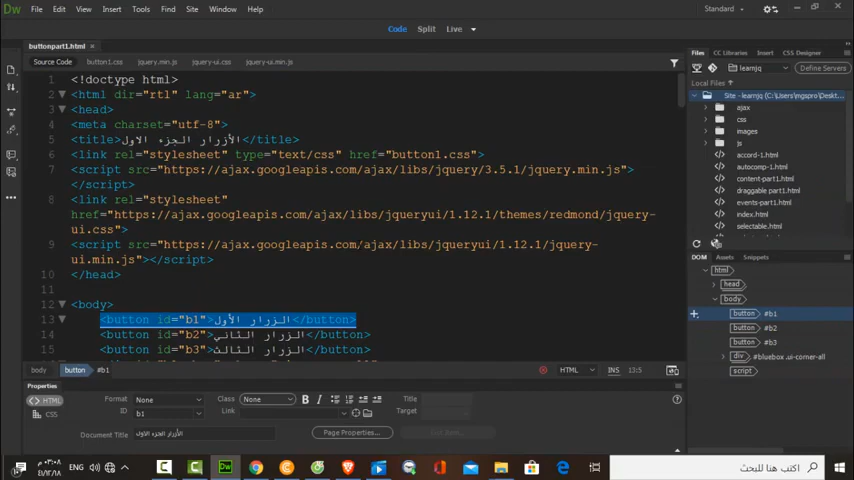 Dw File Edit View Insert Tools Find Site Window Help Standard
Code Split Live
buttonpart1.html ×
Source Code button1.css jquery.min.js jquery-ui.css jquery-ui.min.js
1 <!doctype html>
2 <html dir="rtl" lang="ar">
3 <head>
4 <meta charset="utf-8">
5 <title>الأزرار الجزء الاول</title>
6 <link rel="stylesheet" type="text/css" href="button1.css">
7 <script src="https://ajax.googleapis.com/ajax/libs/jquery/3.5.1/jquery.min.js">
</script>
8 <link rel="stylesheet"
href="https://ajax.googleapis.com/ajax/libs/jqueryui/1.12.1/themes/redmond/jquery-
ui.css">
9 <script src="https://ajax.googleapis.com/ajax/libs/jqueryui/1.12.1/jquery-
ui.min.js"></script>
10 </head>
11
12 <body>
13 <button id="b1">الزرار الأول</button>
14 <button id="b2">الزرار الثاني</button>
15 <button id="b3">الزرار الثالث</button>
body button #b1 HTML INS 13:5
Properties
HTML Format None Class None B I Title
CSS ID b1 Link Target
Document Title الأزرار الجزء الاول Page Properties...
Files CC Libraries Insert CSS Designer
learnjq Define Servers
Local Files
Site - learnjq (C:\Users\mgspro\Deskt...
ajax
css
images
js
accord-1.html
autocomp-1.html
content-part1.html
draggable part1.html
events-part1.html
index.html
selectable.html
DOM Assets Snippets
html
head
body
button #b1
button #b2
button #b3
div #bluebox .ui-corner-all
script
ENG
اكتب هنا للبحث